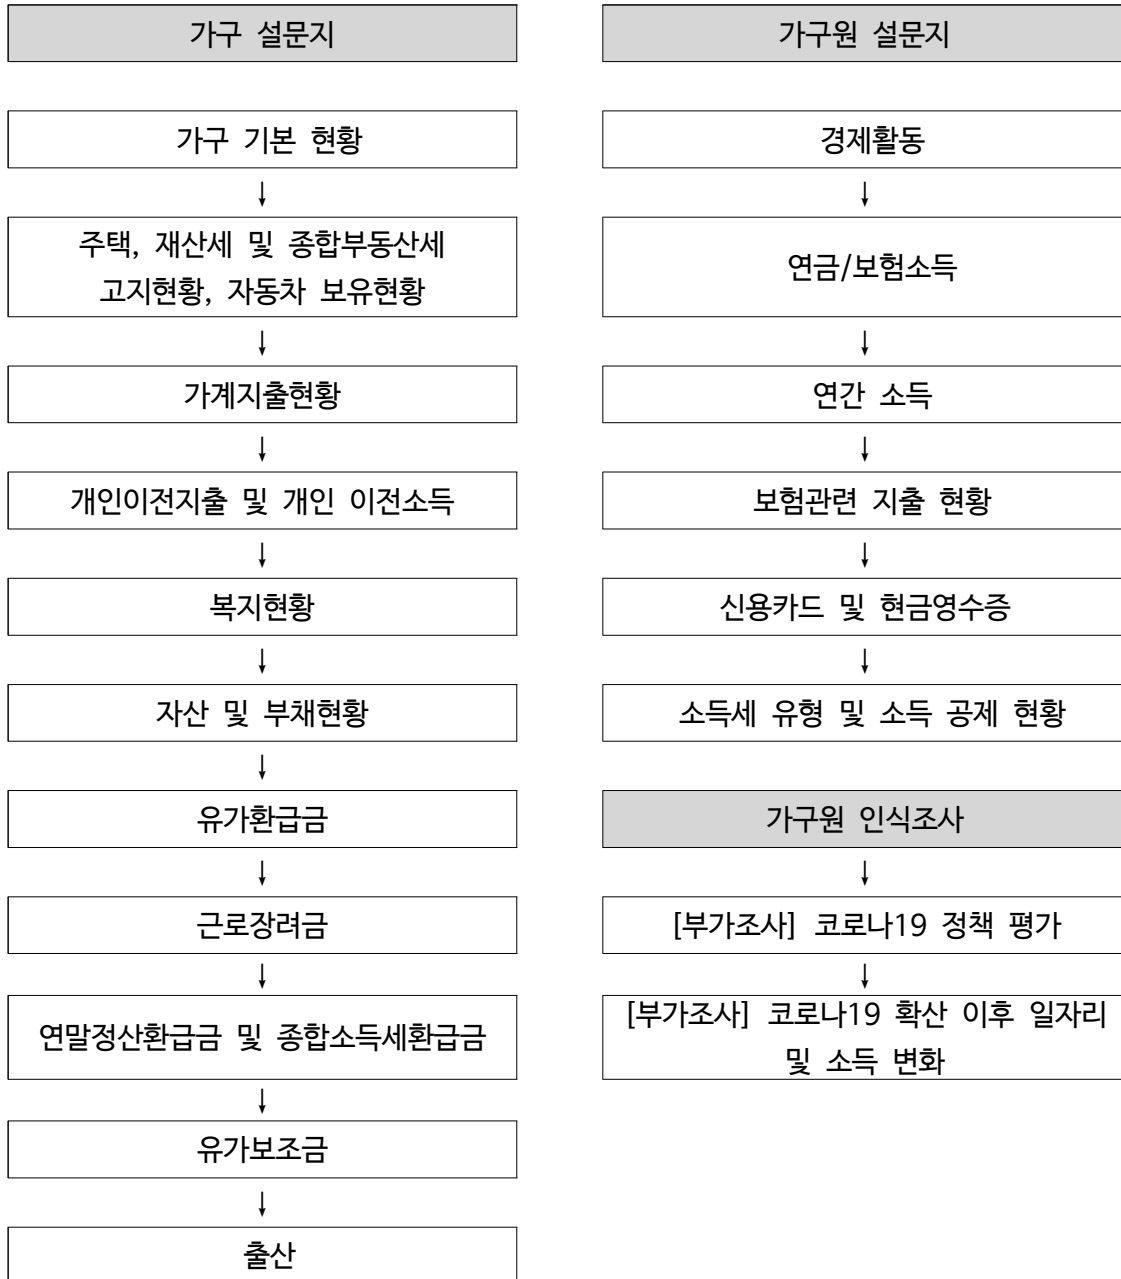 가구 설문지
가구 기본 현황
↓
주택, 재산세 및 종합부동산세
고지현황, 자동차 보유현황
↓
가계지출현황
↓
개인이전지출 및 개인 이전소득
↓
복지현황
↓
자산 및 부채현황
↓
유가환급금
↓
근로장려금
↓
연말정산환급금 및 종합소득세환급금
↓
유가보조금
↓
출산
가구원 설문지
경제활동
↓
연금/보험소득
↓
연간 소득
↓
보험관련 지출 현황
↓
신용카드 및 현금영수증
↓
소득세 유형 및 소득 공제 현황
가구원 인식조사
↓
[부가조사] 코로나19 정책 평가
↓
[부가조사] 코로나19 확산 이후 일자리
및 소득 변화